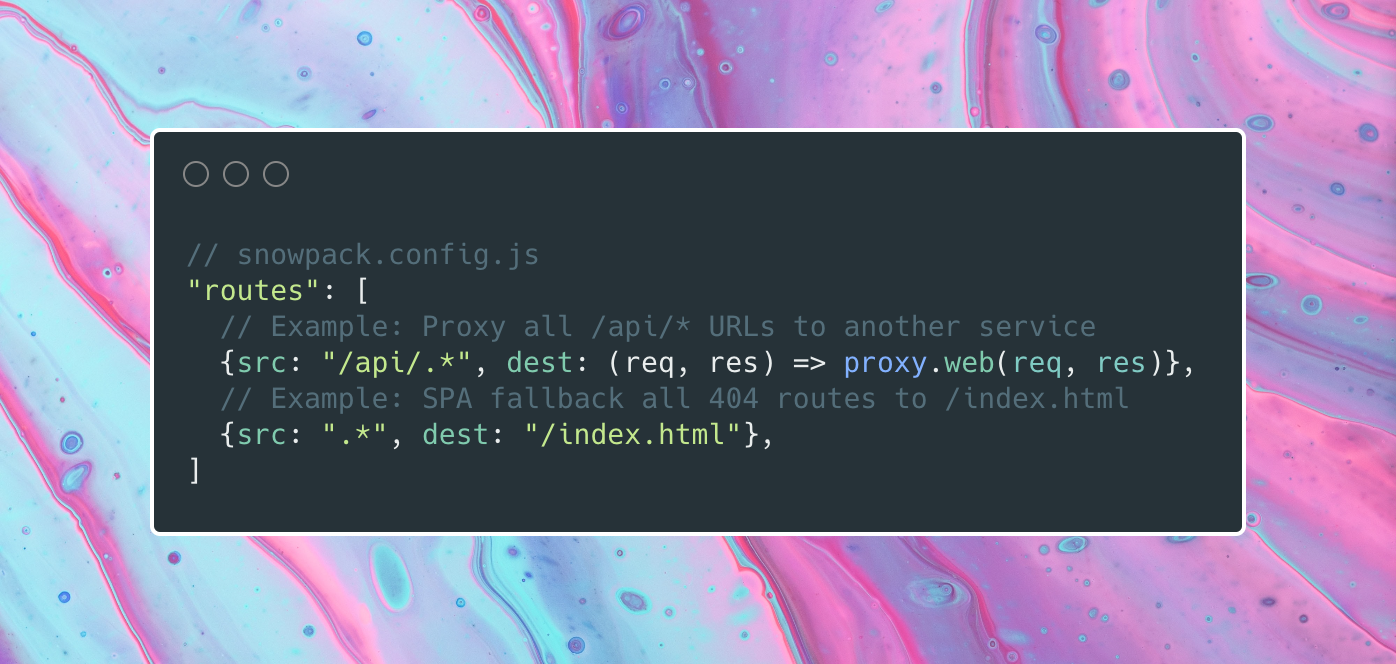 // snowpack.config.js
"routes": [
  // Example: Proxy all /api/* URLs to another service
  {src: "/api/.*", dest: (req, res) => proxy.web(req, res)},
  // Example: SPA fallback all 404 routes to /index.html
  {src: ".*", dest: "/index.html"},
]